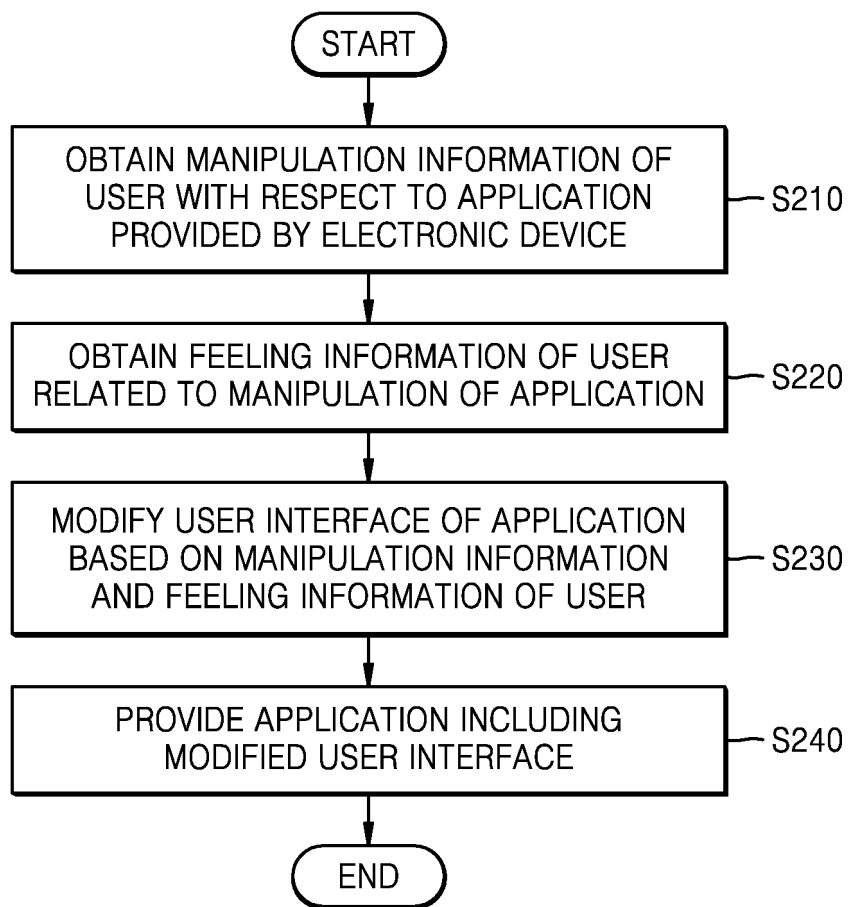 START
OBTAIN MANIPULATION INFORMATION OF
USER WITH RESPECT TO APPLICATION
PROVIDED BY ELECTRONIC DEVICE
S210
OBTAIN FEELING INFORMATION OF USER
RELATED TO MANIPULATION OF APPLICATION
S220
MODIFY USER INTERFACE OF APPLICATION
BASED ON MANIPULATION INFORMATION
AND FEELING INFORMATION OF USER
S230
PROVIDE APPLICATION INCLUDING
MODIFIED USER INTERFACE
S240
END